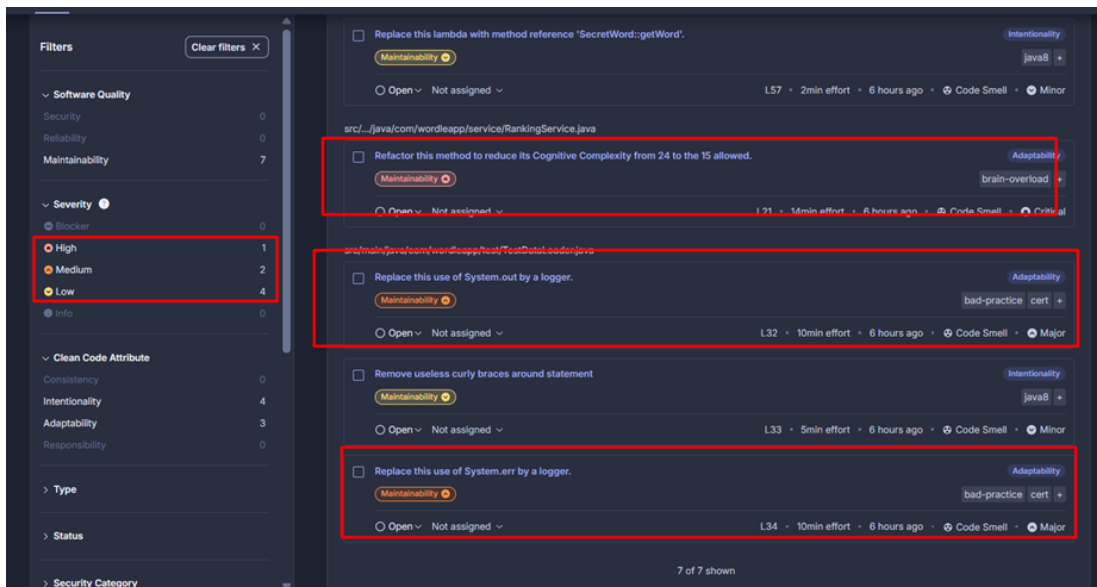 Filters
Clear filters ×
Software Quality
Security 0
Reliability 0
Maintainability 7
Severity ?
Blocker 0
High 1
Medium 2
Low 4
Info 0
Clean Code Attribute
Consistency 0
Intentionality 4
Adaptability 3
Responsibility 0
Type
Status
Security Category
Replace this lambda with method reference 'SecretWord::getWord'. Intentionality
Maintainability java8 +
Open Not assigned L57 • 2min effort • 6 hours ago • Code Smell • Minor
src/.../java/com/wordleapp/service/RankingService.java
Refactor this method to reduce its Cognitive Complexity from 24 to the 15 allowed. Adaptability
Maintainability brain-overload +
Open Not assigned L21 • 14min effort • 6 hours ago • Code Smell • Critical
src/main/java/com/wordleapp/test/TestDataLoader.java
Replace this use of System.out by a logger. Adaptability
Maintainability bad-practice cert +
Open Not assigned L32 • 10min effort • 6 hours ago • Code Smell • Major
Remove useless curly braces around statement Intentionality
Maintainability java8 +
Open Not assigned L33 • 5min effort • 6 hours ago • Code Smell • Minor
Replace this use of System.err by a logger. Adaptability
Maintainability bad-practice cert +
Open Not assigned L34 • 10min effort • 6 hours ago • Code Smell • Major
7 of 7 shown